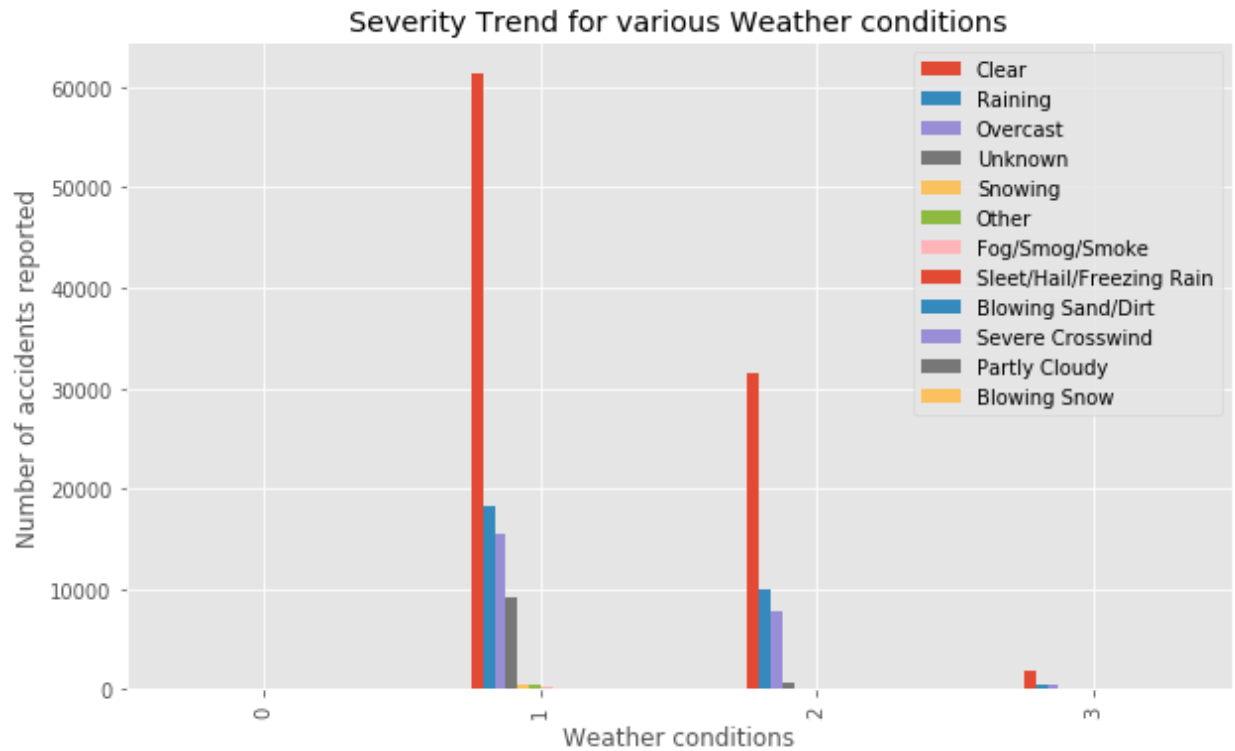 Severity Trend for various Weather conditions
Number of accidents reported
60000
50000
40000
30000
20000
10000
0
Clear
Raining
Overcast
Unknown
Snowing
Other
Fog/Smog/Smoke
Sleet/Hail/Freezing Rain
Blowing Sand/Dirt
Severe Crosswind
Partly Cloudy
Blowing Snow
0
1
2
3
Weather conditions